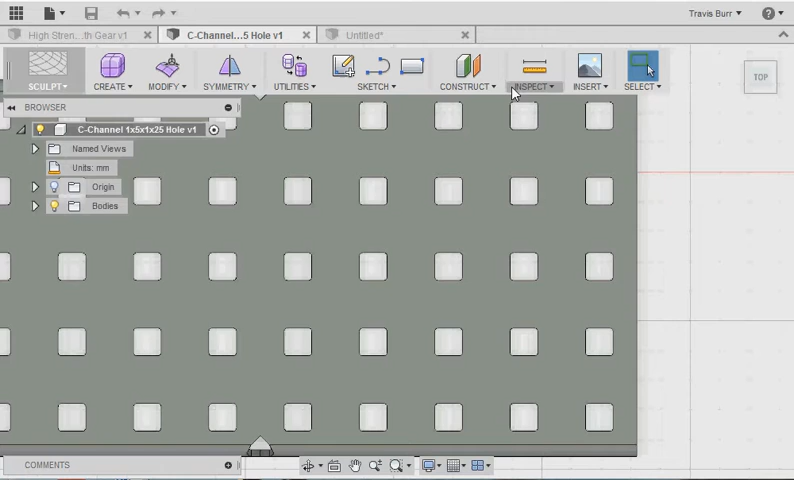 Travis Burr
High Stren...th Gear v1
C-Channel...5 Hole v1
Untitled*
SCULPT
CREATE
MODIFY
SYMMETRY
UTILITIES
SKETCH
CONSTRUCT
INSPECT
INSERT
SELECT
TOP
BROWSER
C-Channel 1x5x1x25 Hole v1
Named Views
Units: mm
Origin
Bodies
COMMENTS